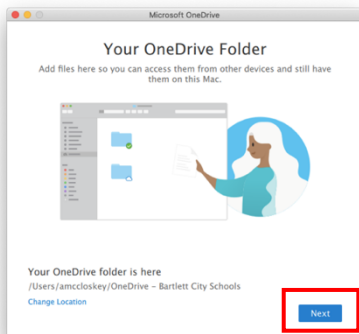 Microsoft OneDrive
Your OneDrive Folder
Add files here so you can access them from other devices and still have
them on this Mac.
Your OneDrive folder is here
/Users/amccloskey/OneDrive – Bartlett City Schools
Change Location
Next